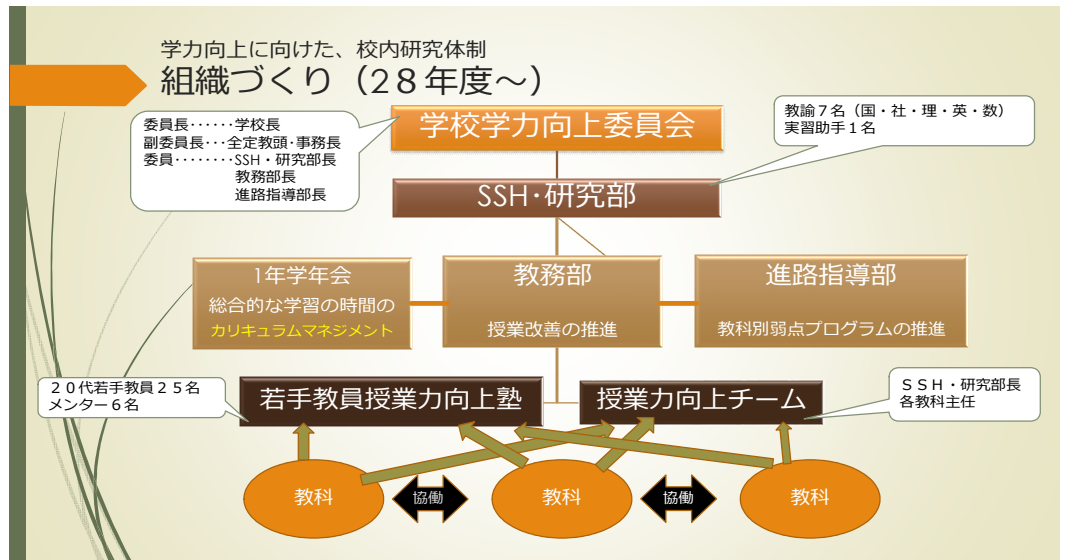 学力向上に向けた、校内研究体制
組織づくり（２８年度～）
学校学力向上委員会
委員長‥‥‥学校長
副委員長‥･全定教頭･事務長
委員‥‥‥‥SSH・研究部長
教務部長
進路指導部長
教諭７名（国・社・理・英・数）
実習助手１名
SSH･研究部
1年学年会
総合的な学習の時間の
カリキュラムマネジメント
教務部
授業改善の推進
進路指導部
教科別弱点プログラムの推進
２０代若手教員２５名
メンター６名
若手教員授業力向上塾
授業力向上チーム
ＳＳＨ・研究部長
各教科主任
教科
協働
教科
協働
教科